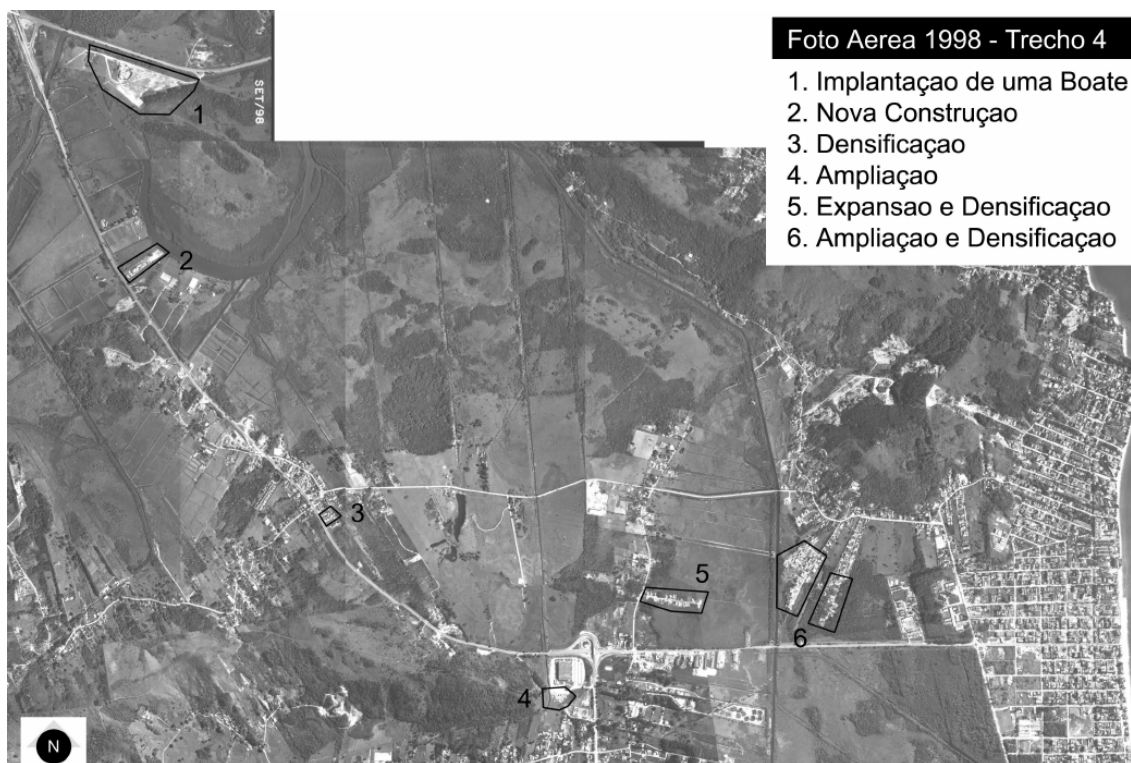 Foto Aerea 1998 - Trecho 4
1. Implantaçao de uma Boate
2. Nova Construçao
3. Densificaçao
4. Ampliaçao
5. Expansao e Densificaçao
6. Ampliaçao e Densificaçao
SET/98
1
2
3
5
6
4
N